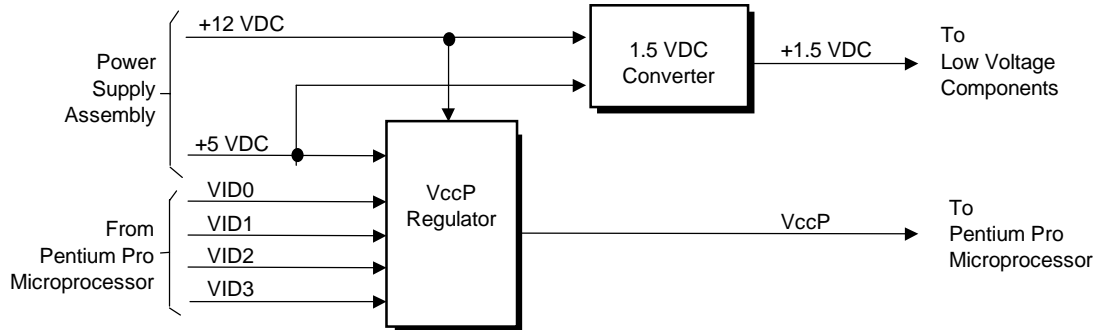 +12 VDC
Power
Supply
Assembly
+5 VDC
1.5 VDC
Converter
+1.5 VDC
To
Low Voltage
Components
VID0
VID1
VID2
VID3
From
Pentium Pro
Microprocessor
VccP
Regulator
VccP
To
Pentium Pro
Microprocessor